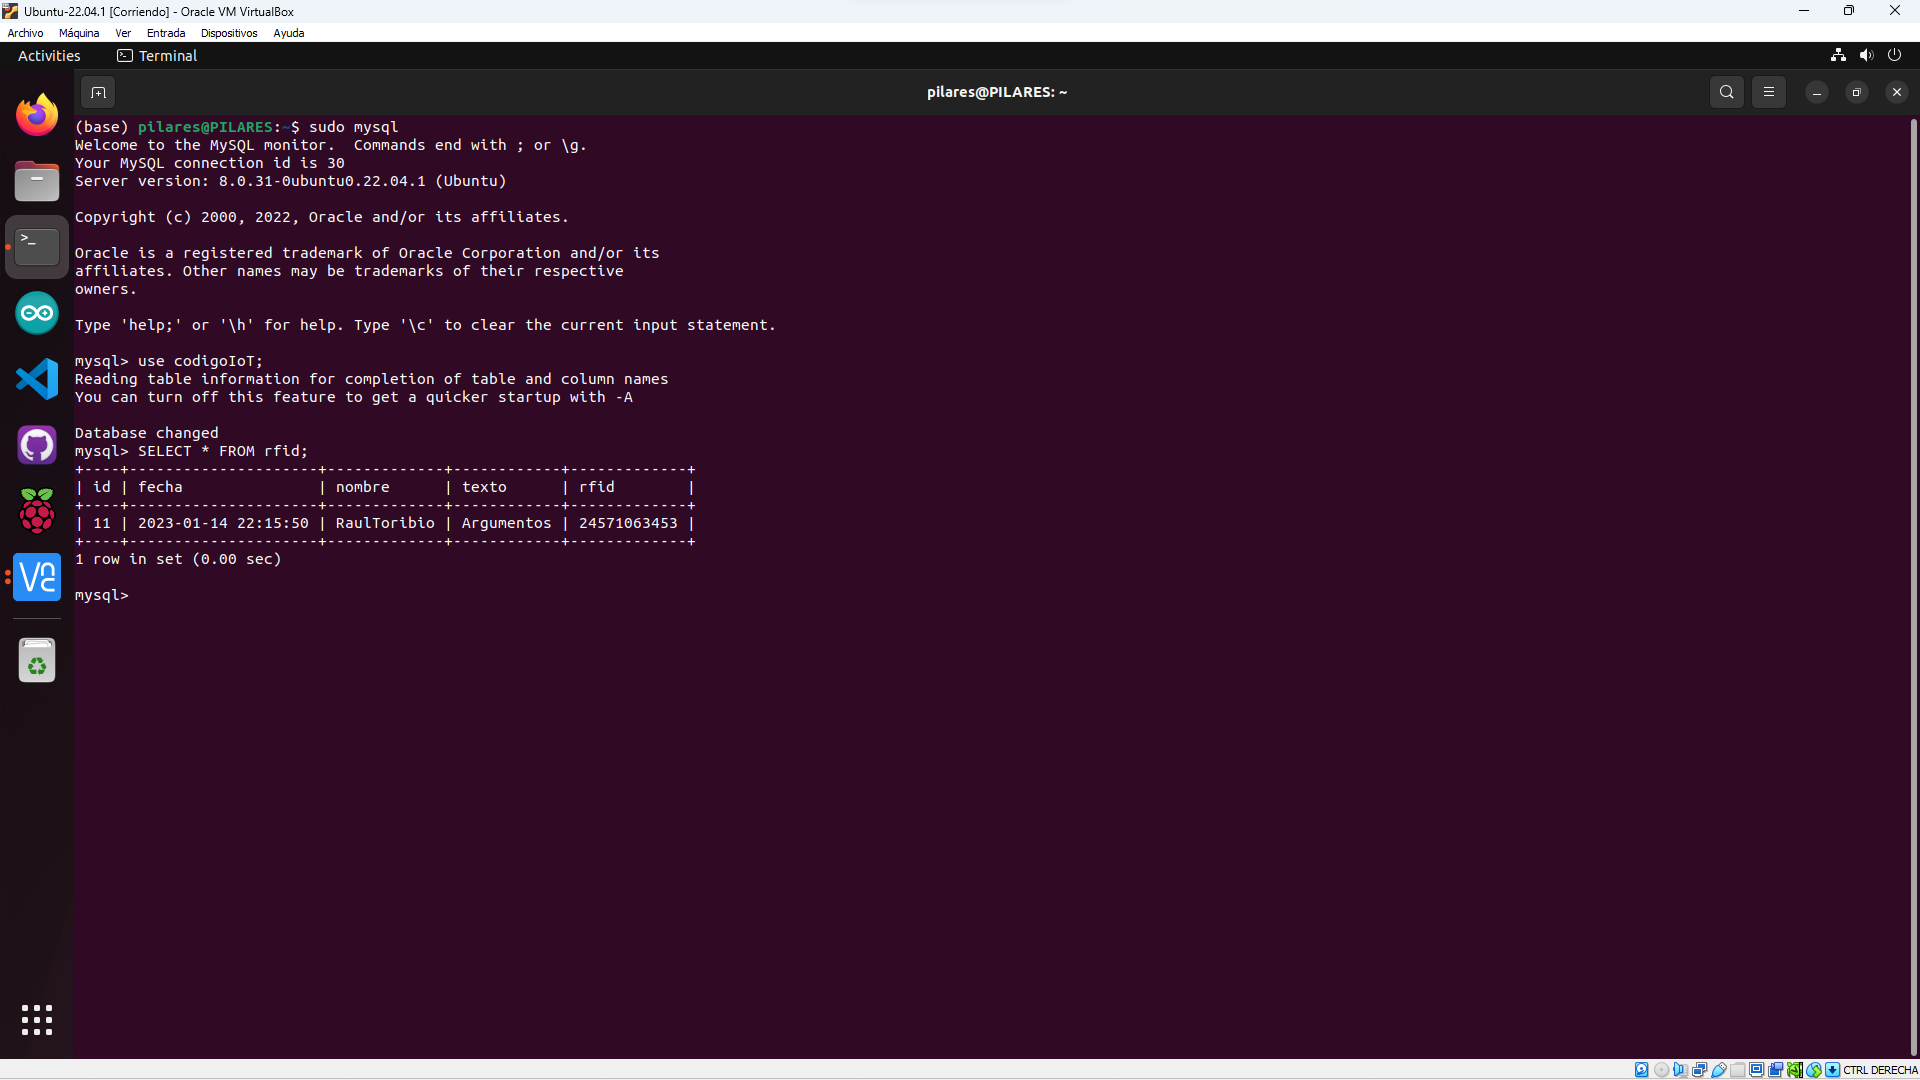 Ubuntu-22.04.1 [Corriendo] - Oracle VM VirtualBox
Archivo Máquina Ver Entrada Dispositivos Ayuda
Activities Terminal
pilares@PILARES: ~
(base) pilares@PILARES:~$ sudo mysql
Welcome to the MySQL monitor.  Commands end with ; or \g.
Your MySQL connection id is 30
Server version: 8.0.31-0ubuntu0.22.04.1 (Ubuntu)
Copyright (c) 2000, 2022, Oracle and/or its affiliates.
Oracle is a registered trademark of Oracle Corporation and/or its
affiliates. Other names may be trademarks of their respective
owners.
Type 'help;' or '\h' for help. Type '\c' to clear the current input statement.
mysql> use codigoIoT;
Reading table information for completion of table and column names
You can turn off this feature to get a quicker startup with -A
Database changed
mysql> SELECT * FROM rfid;
+----+---------------------+-------------+------------+-------------+
| id | fecha               | nombre      | texto      | rfid        |
+----+---------------------+-------------+------------+-------------+
| 11 | 2023-01-14 22:15:50 | RaulToribio | Argumentos | 24571063453 |
+----+---------------------+-------------+------------+-------------+
1 row in set (0.00 sec)
mysql>
CTRL DERECHA